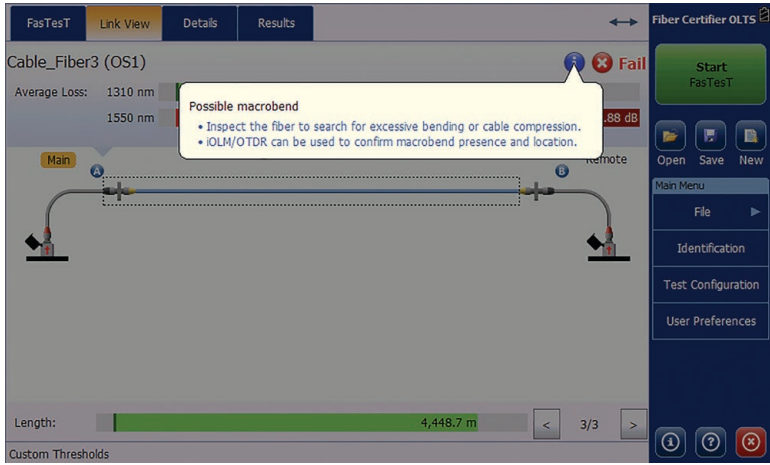 FasTesT Link View Details Results
Fiber Certifier OLTS
Cable_Fiber3 (OS1)
Fail
Average Loss: 1310 nm
1550 nm
.88 dB
Possible macrobend
• Inspect the fiber to search for excessive bending or cable compression.
• iOLM/OTDR can be used to confirm macrobend presence and location.
Main
A
B
Remote
Length:
4,448.7 m
< 3/3 >
Custom Thresholds
Start
FasTesT
Open Save New
Main Menu
File
Identification
Test Configuration
User Preferences